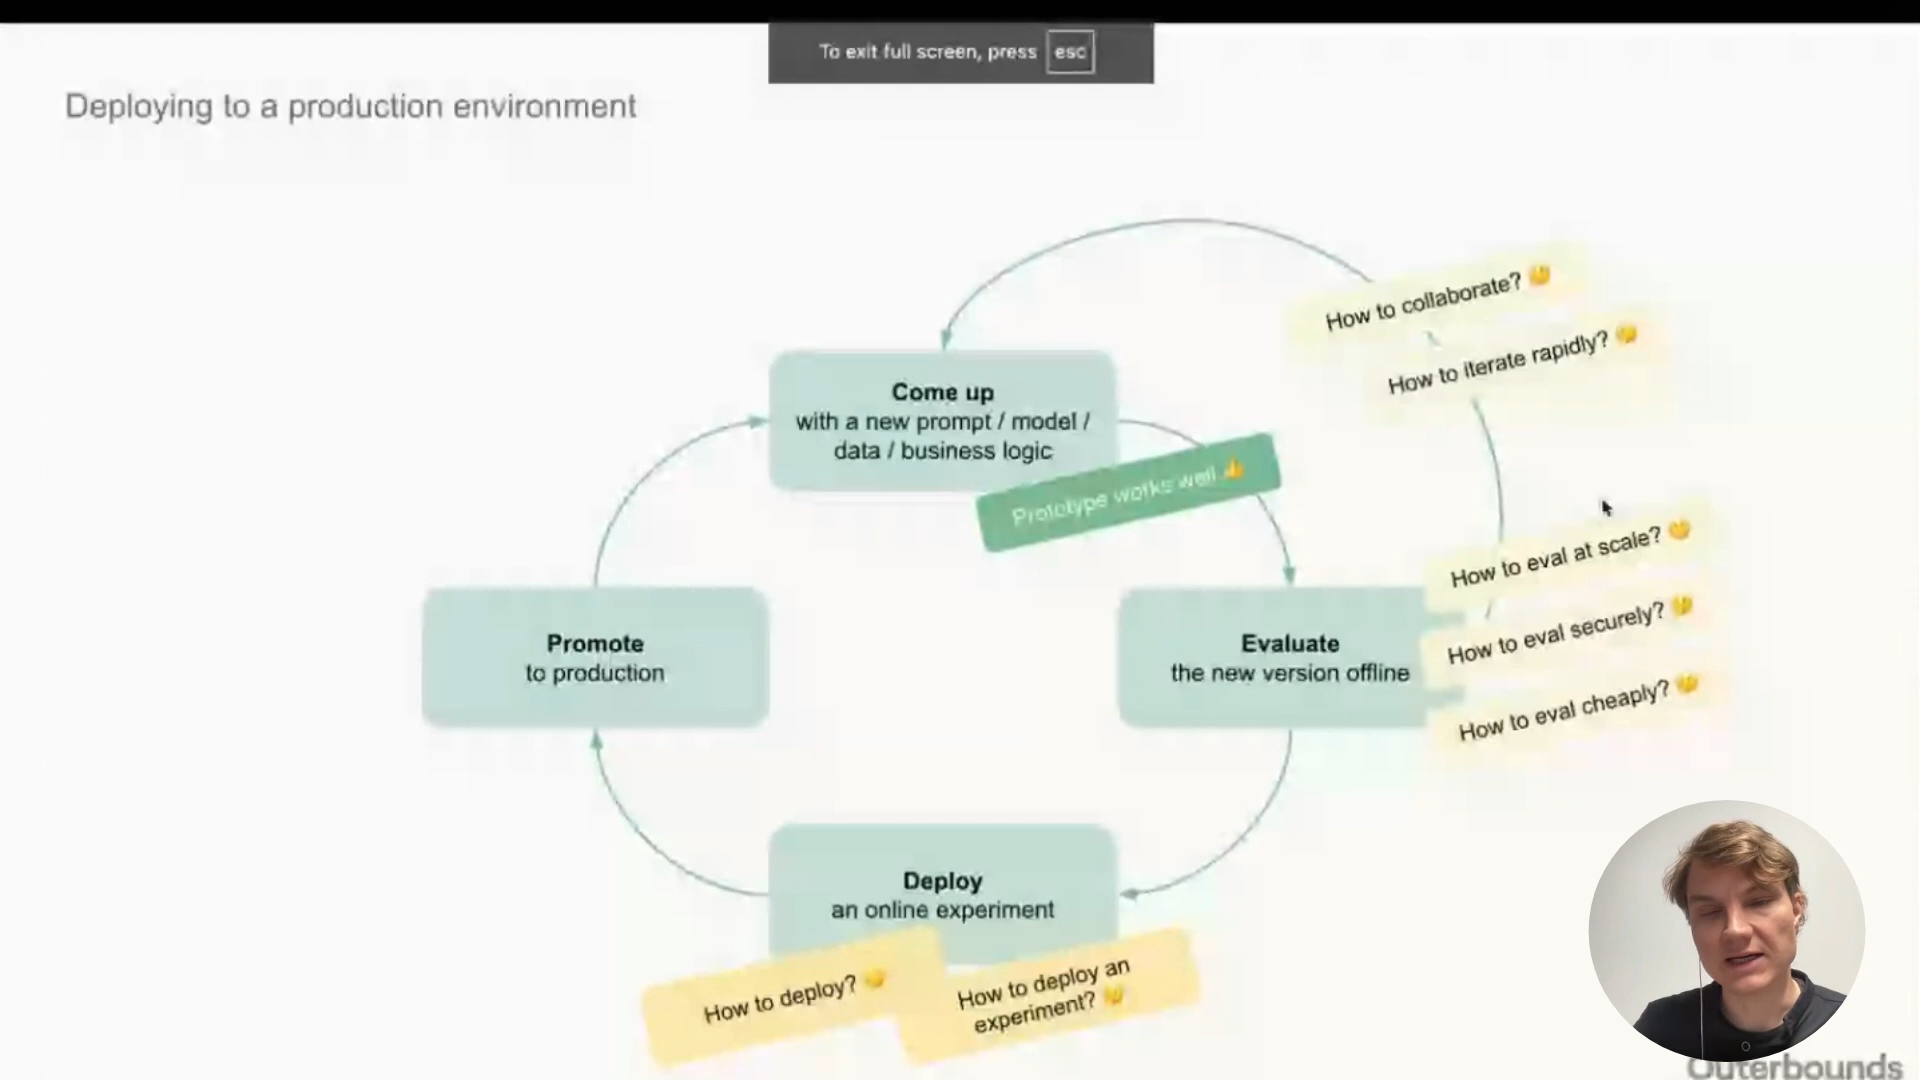 To exit full screen, press esc
Deploying to a production environment
How to collaborate? 🤔
How to iterate rapidly? 🤔
Come up
with a new prompt / model /
data / business logic
Prototype works well 👍
How to eval at scale? 🤔
How to eval securely? 🤔
How to eval cheaply? 🤔
Promote
to production
Evaluate
the new version offline
Deploy
an online experiment
How to deploy? 🤔
How to deploy an
experiment? 🤔
Outerbounds